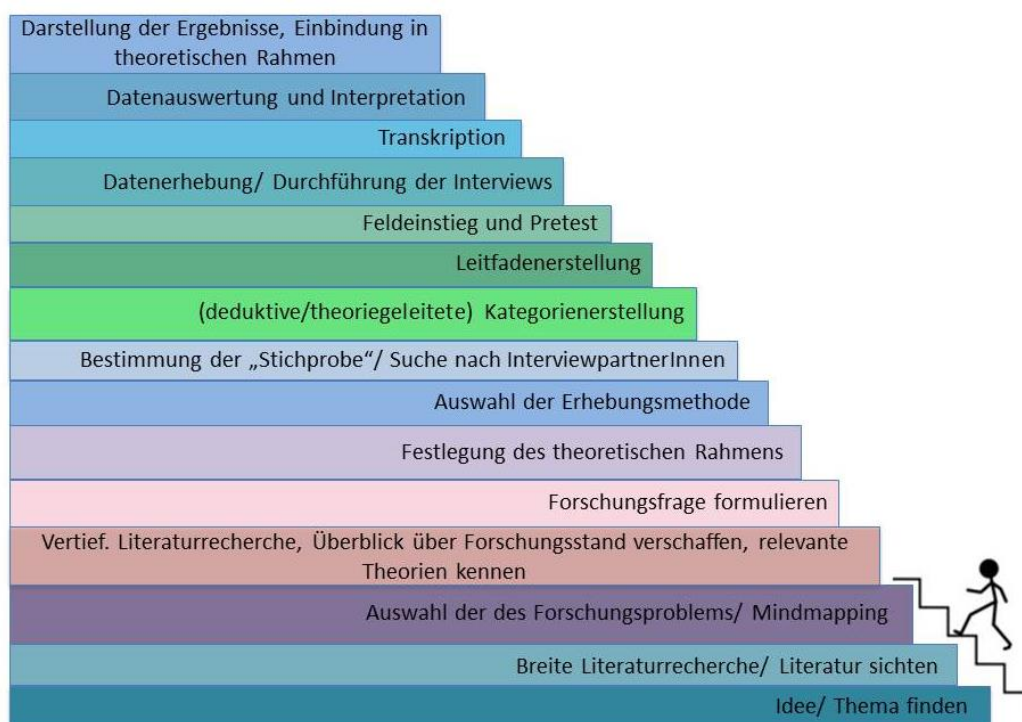 Darstellung der Ergebnisse, Einbindung in
theoretischen Rahmen
Datenauswertung und Interpretation
Transkription
Datenerhebung/ Durchführung der Interviews
Feldeinstieg und Pretest
Leitfadenerstellung
(deduktive/theoriegeleitete) Kategorienerstellung
Bestimmung der „Stichprobe“/ Suche nach InterviewpartnerInnen
Auswahl der Erhebungsmethode
Festlegung des theoretischen Rahmens
Forschungsfrage formulieren
Vertief. Literaturrecherche, Überblick über Forschungsstand verschaffen, relevante
Theorien kennen
Auswahl der des Forschungsproblems/ Mindmapping
Breite Literaturrecherche/ Literatur sichten
Idee/ Thema finden